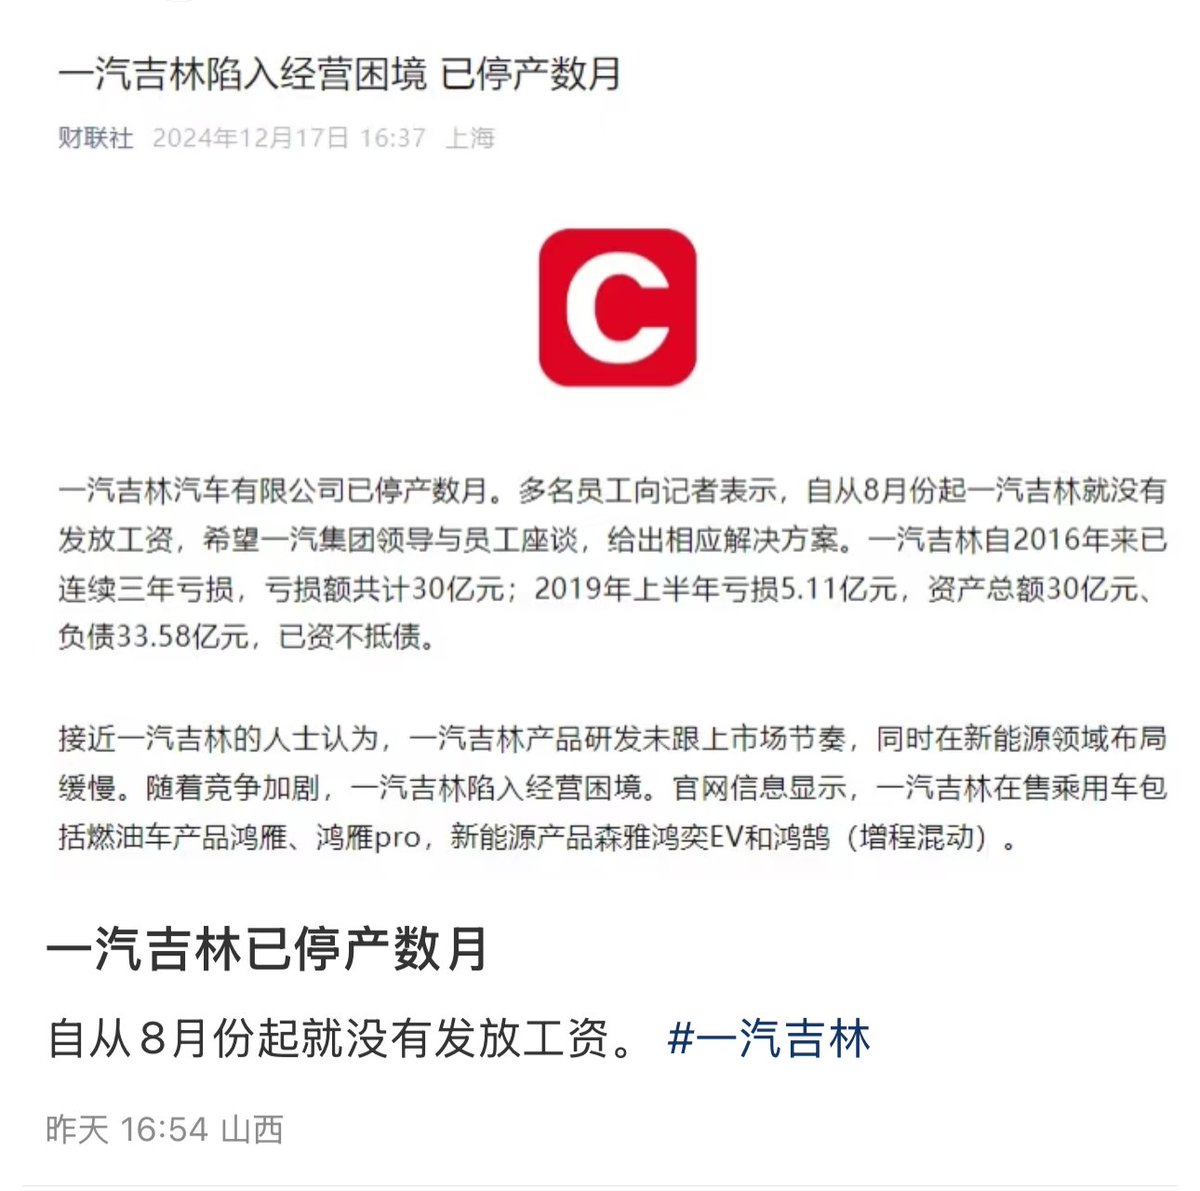 一汽吉林陷入经营困境 已停产数月
财联社 2024年12月17日 16:37 上海
C
一汽吉林汽车有限公司已停产数月。多名员工向记者表示，自从8月份起一汽吉林就没有
发放工资，希望一汽集团领导与员工座谈，给出相应解决方案。一汽吉林自2016年来已
连续三年亏损，亏损额共计30亿元；2019年上半年亏损5.11亿元，资产总额30亿元、
负债33.58亿元，已资不抵债。
接近一汽吉林的人士认为，一汽吉林产品研发未跟上市场节奏，同时在新能源领域布局
缓慢。随着竞争加剧，一汽吉林陷入经营困境。官网信息显示，一汽吉林在售乘用车包
括燃油车产品鸿雁、鸿雁pro，新能源产品森雅鸿奕EV和鸿鹄（增程混动）。
一汽吉林已停产数月
自从8月份起就没有发放工资。 #一汽吉林
昨天 16:54 山西